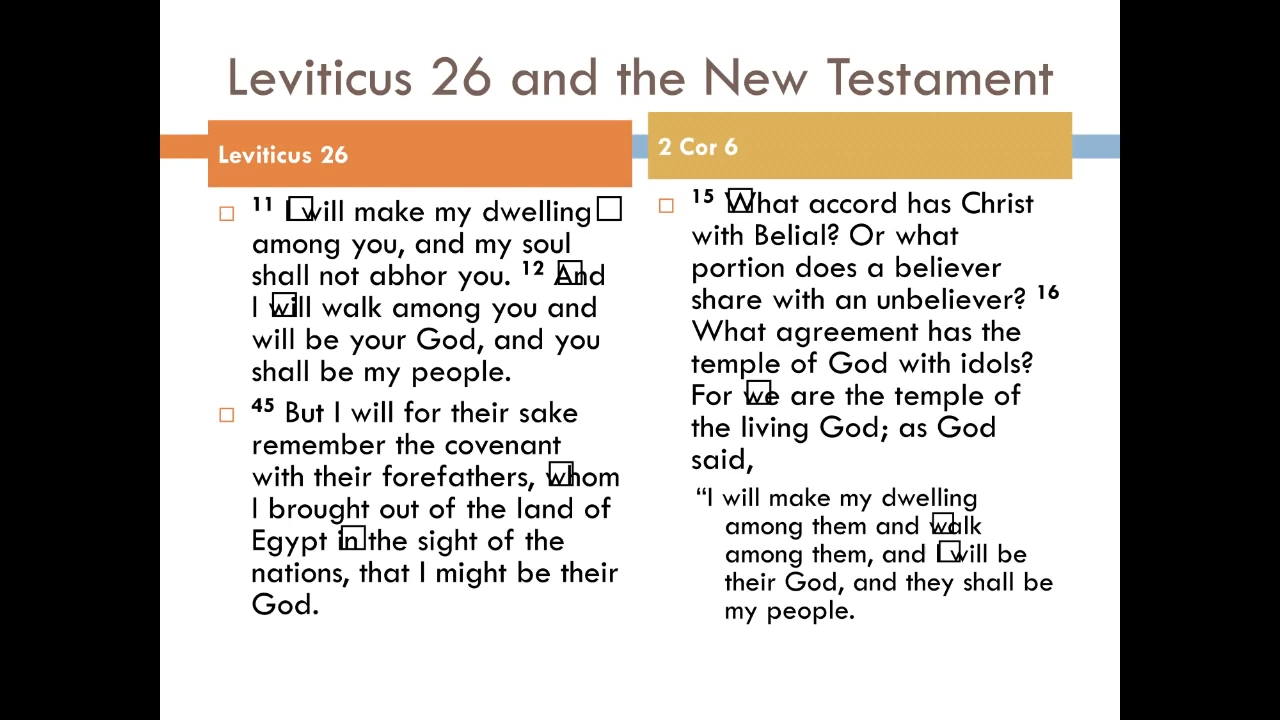 Leviticus 26 and the New Testament
Leviticus 26
11 I will make my dwelling
among you, and my soul
shall not abhor you. 12 And
I will walk among you and
will be your God, and you
shall be my people.
45 But I will for their sake
remember the covenant
with their forefathers, whom
I brought out of the land of
Egypt in the sight of the
nations, that I might be their
God.
2 Cor 6
15 What accord has Christ
with Belial? Or what
portion does a believer
share with an unbeliever? 16
What agreement has the
temple of God with idols?
For we are the temple of
the living God; as God
said,
“I will make my dwelling
among them and walk
among them, and I will be
their God, and they shall be
my people.